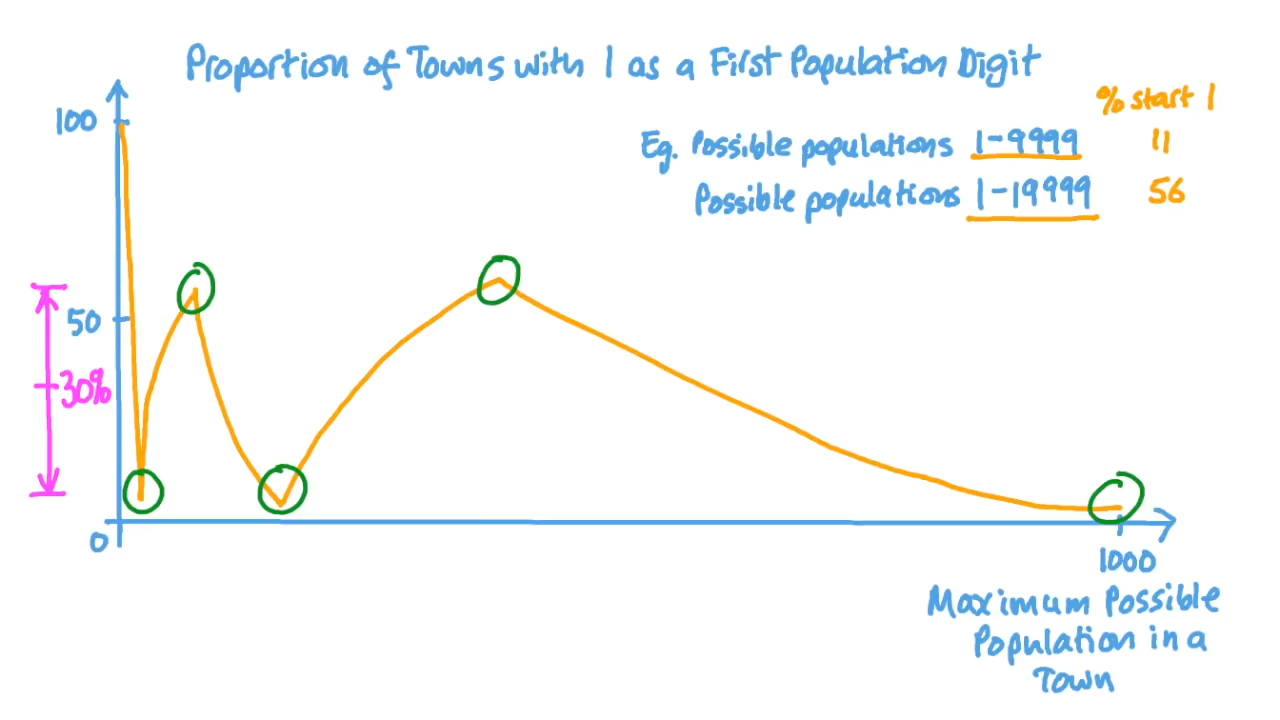 Proportion of Towns with 1 as a First Population Digit
% start 1
100
Eg. Possible populations 1-9999 11
Possible populations 1-19999 56
50
30%
0
1000
Maximum Possible
Population in a
Town